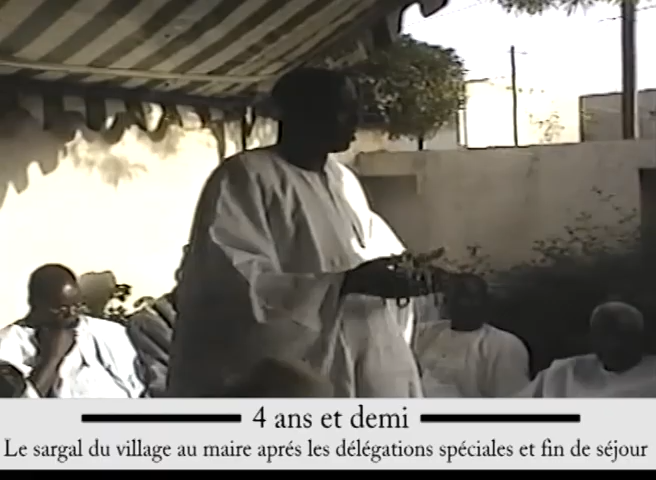 4 ans et demi
Le sargal du village au maire aprés les délégations spéciales et fin de séjour